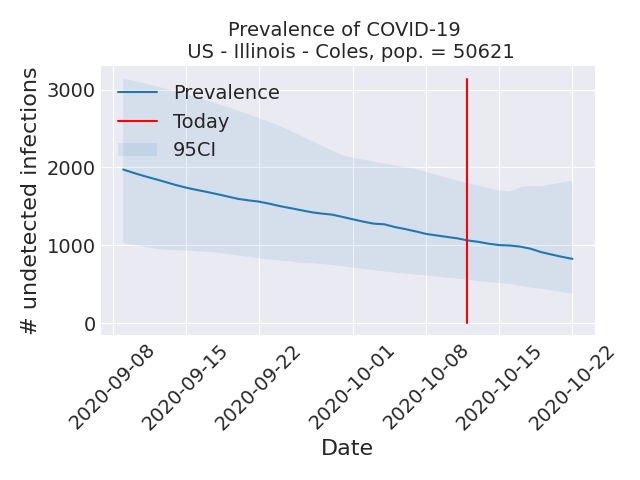 Prevalence of COVID-19
US - Illinois - Coles, pop. = 50621
# undetected infections
3000
2000
1000
0
Prevalence
Today
95CI
2020-09-08
2020-09-15
2020-09-22
2020-10-01
2020-10-08
2020-10-15
2020-10-22
Date